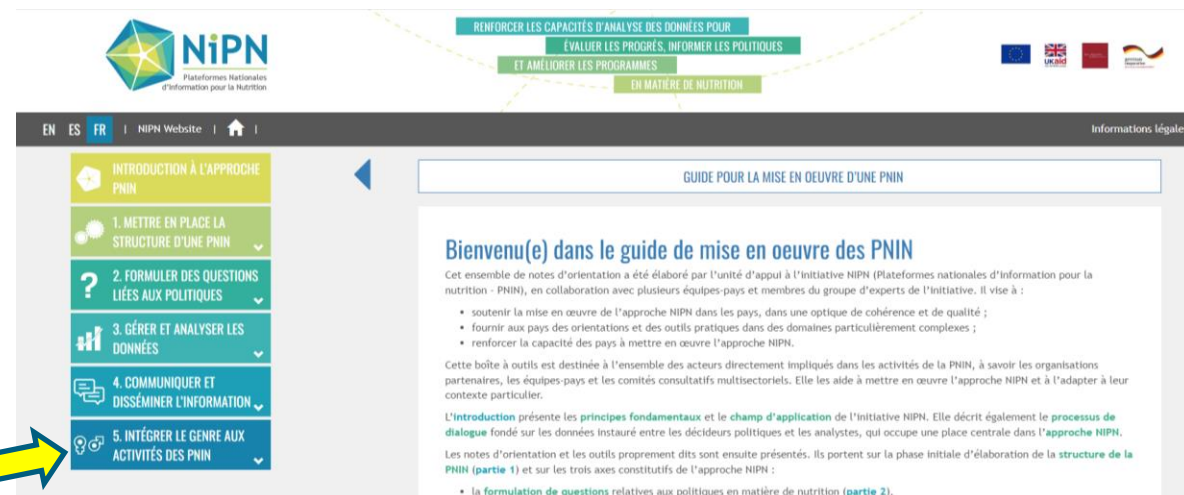 NiPN
Plateformes Nationales
d'Information pour la Nutrition
RENFORCER LES CAPACITÉS D'ANALYSE DES DONNÉES POUR
ÉVALUER LES PROGRÉS, INFORMER LES POLITIQUES
ET AMÉLIORER LES PROGRAMMES
EN MATIÈRE DE NUTRITION
UKaid
EN ES FR | NIPN Website | |
Informations légale
INTRODUCTION À L'APPROCHE
PNIN
1. METTRE EN PLACE LA
STRUCTURE D'UNE PNIN
2. FORMULER DES QUESTIONS
LIÉES AUX POLITIQUES
3. GÉRER ET ANALYSER LES
DONNÉES
4. COMMUNIQUER ET
DISSÉMINER L'INFORMATION
5. INTÉGRER LE GENRE AUX
ACTIVITÉS DES PNIN
GUIDE POUR LA MISE EN OEUVRE D'UNE PNIN
Bienvenu(e) dans le guide de mise en oeuvre des PNIN
Cet ensemble de notes d'orientation a été élaboré par l'unité d'appui à l'initiative NIPN (Plateformes nationales d'information pour la
nutrition - PNIN), en collaboration avec plusieurs équipes-pays et membres du groupe d'experts de l'initiative. Il vise à :
• soutenir la mise en œuvre de l'approche NIPN dans les pays, dans une optique de cohérence et de qualité ;
• fournir aux pays des orientations et des outils pratiques dans des domaines particulièrement complexes ;
• renforcer la capacité des pays à mettre en œuvre l'approche NIPN.
Cette boîte à outils est destinée à l'ensemble des acteurs directement impliqués dans les activités de la PNIN, à savoir les organisations
partenaires, les équipes-pays et les comités consultatifs multisectoriels. Elle les aide à mettre en œuvre l'approche NIPN et à l'adapter à leur
contexte particulier.
L'introduction présente les principes fondamentaux et le champ d'application de l'initiative NIPN. Elle décrit également le processus de
dialogue fondé sur les données instauré entre les décideurs politiques et les analystes, qui occupe une place centrale dans l'approche NIPN.
Les notes d'orientation et les outils proprement dits sont ensuite présentés. Ils portent sur la phase initiale d'élaboration de la structure de la
PNIN (partie 1) et sur les trois axes constitutifs de l'approche NIPN :
• la formulation de questions relatives aux politiques en matière de nutrition (partie 2),